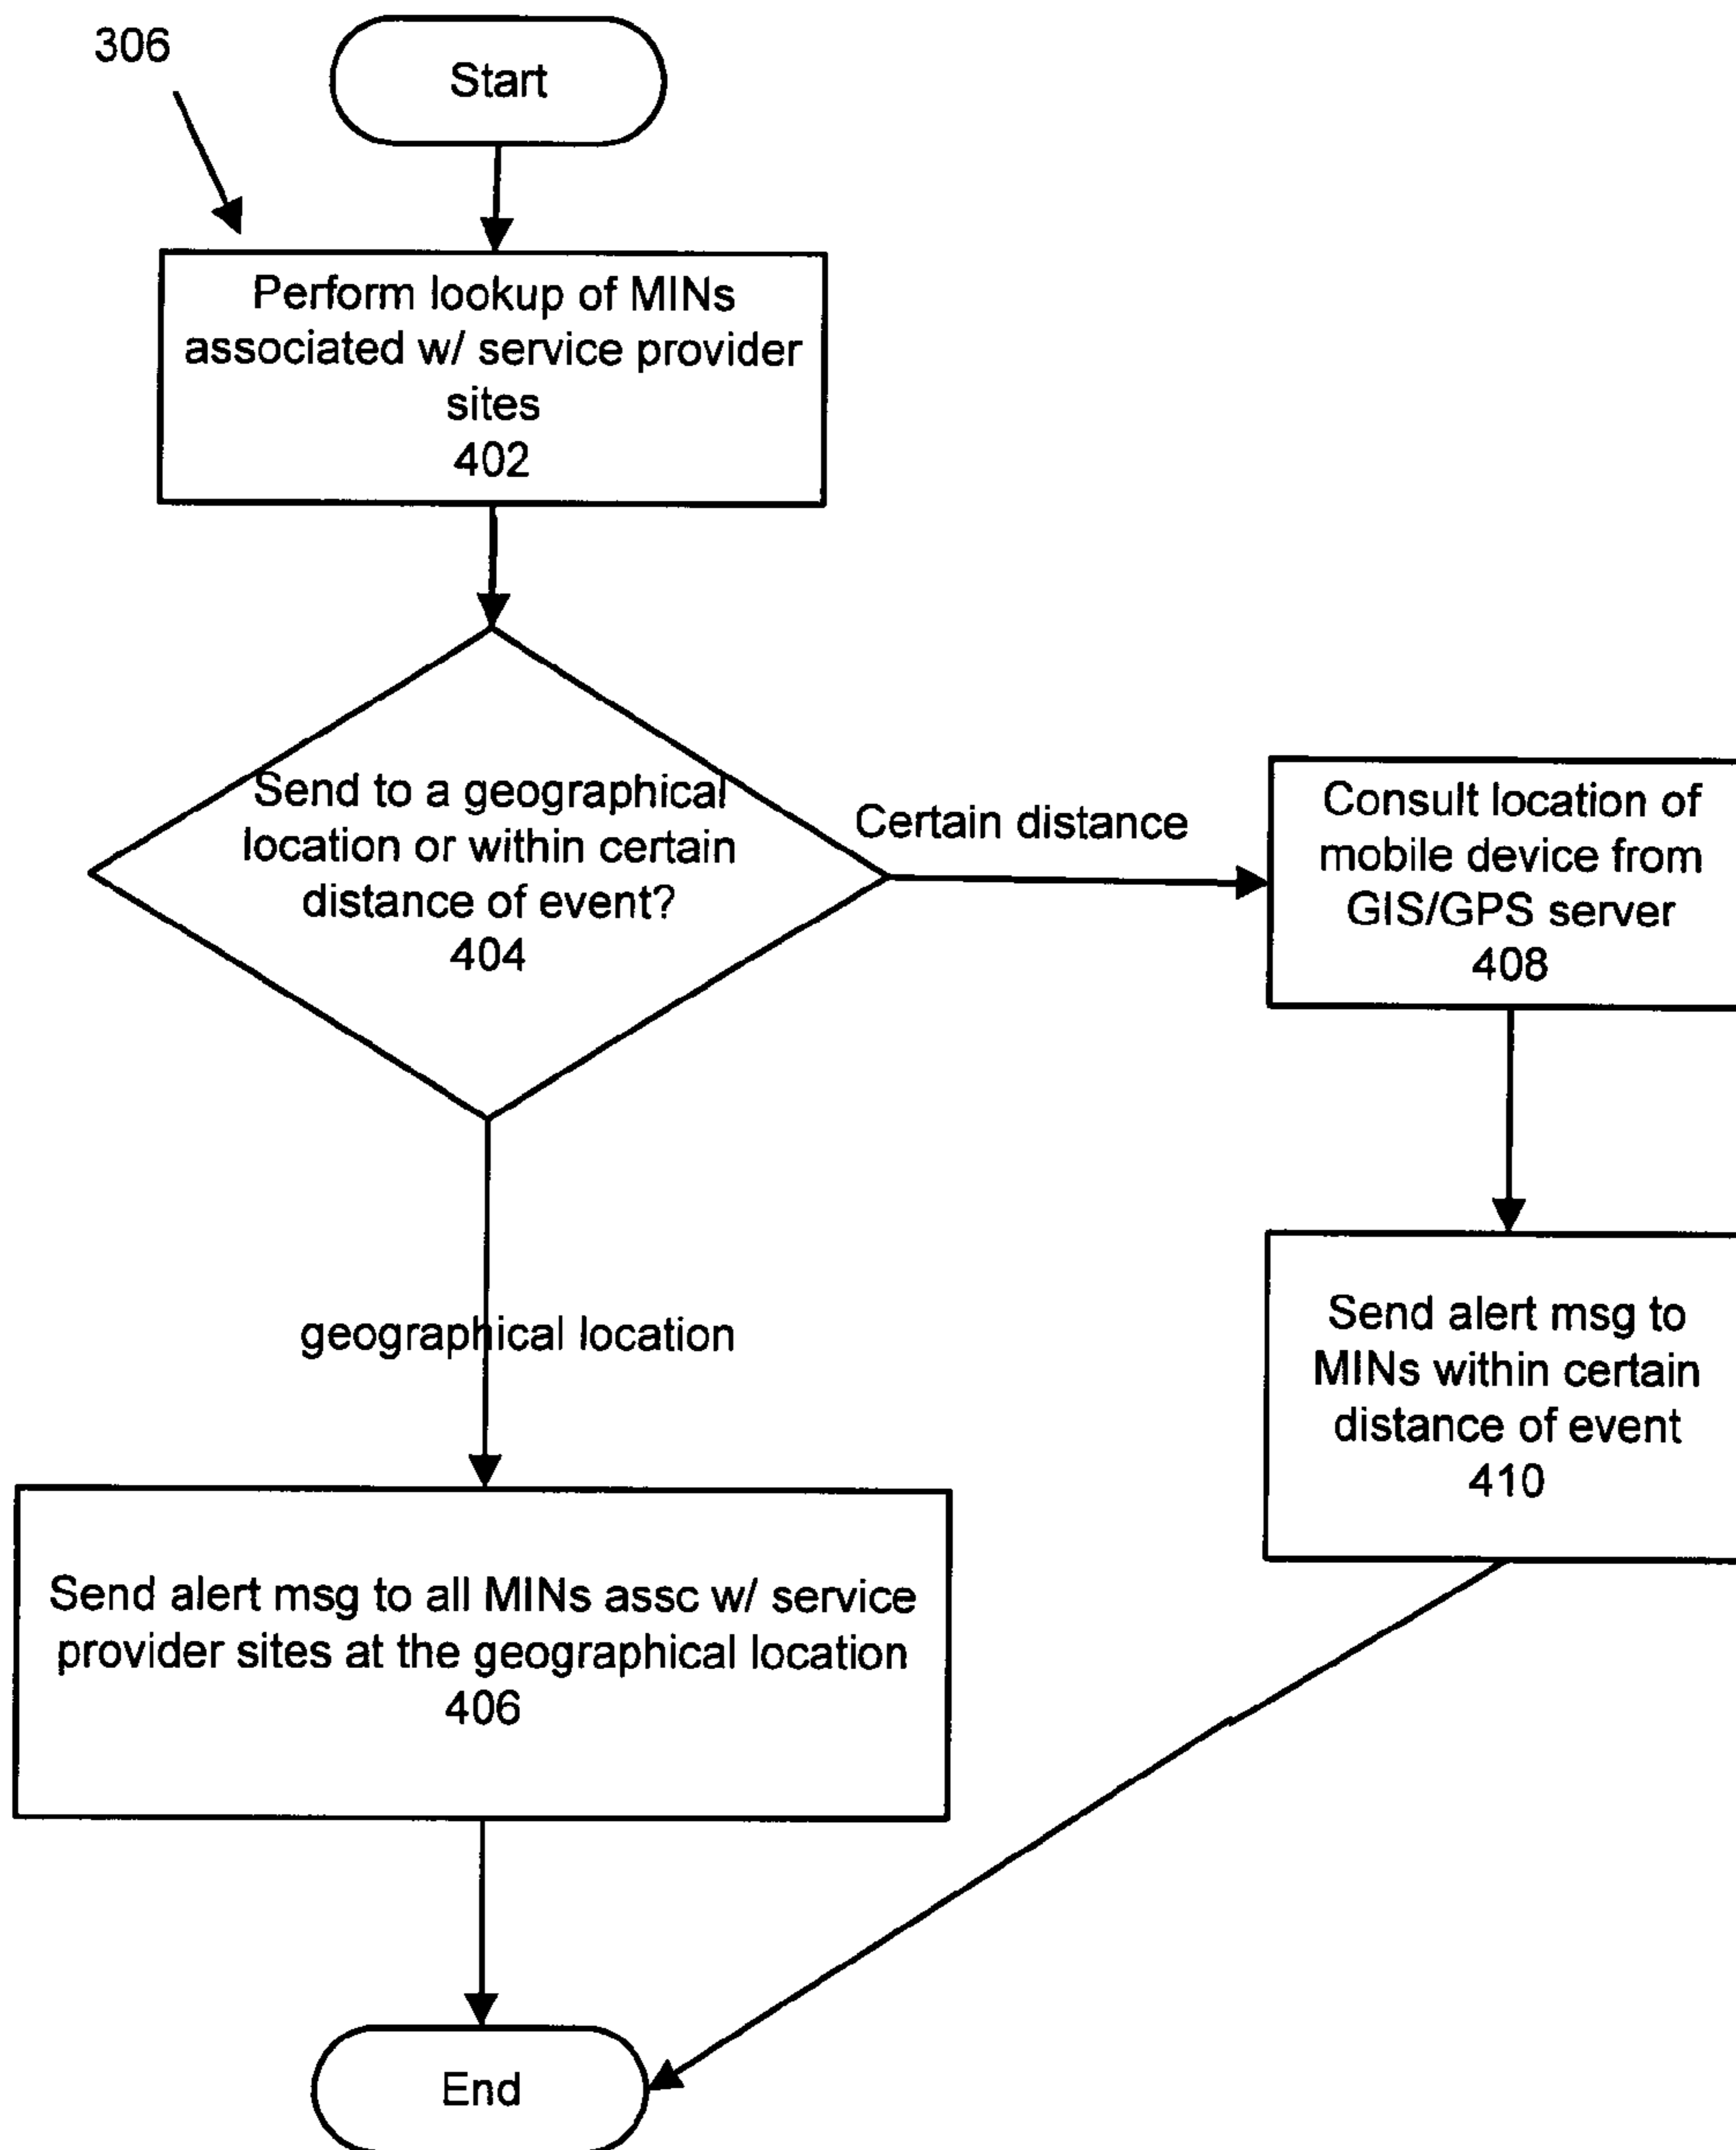 306
Start
Perform lookup of MINs
associated w/ service provider
sites
402
Send to a geographical
location or within certain
distance of event?
404
Certain distance
Consult location of
mobile device from
GIS/GPS server
408
geographical location
Send alert msg to
MINs within certain
distance of event
410
Send alert msg to all MINs assc w/ service
provider sites at the geographical location
406
End